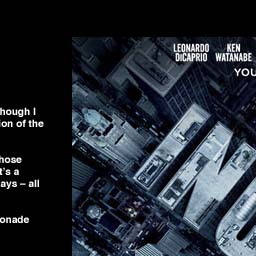 LEONARDO DiCAPRIO
KEN WATANABE
YOU
hough I
ion of the
hose
t's a
ays – all
onade